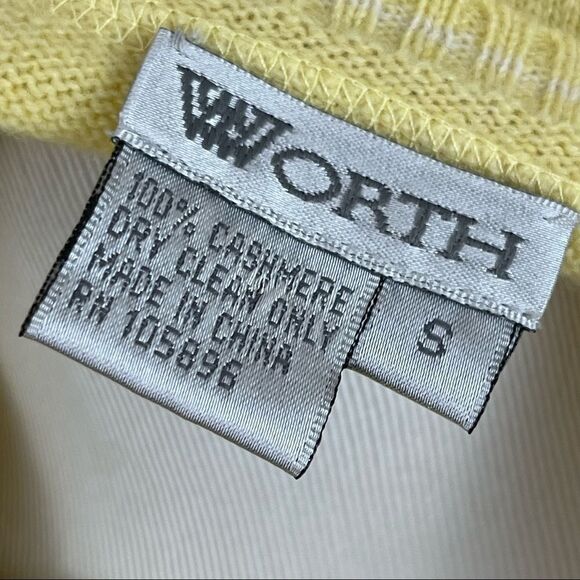 WORTH
100% CASHMERE
DRY CLEAN ONLY
MADE IN CHINA
RN 105896
S